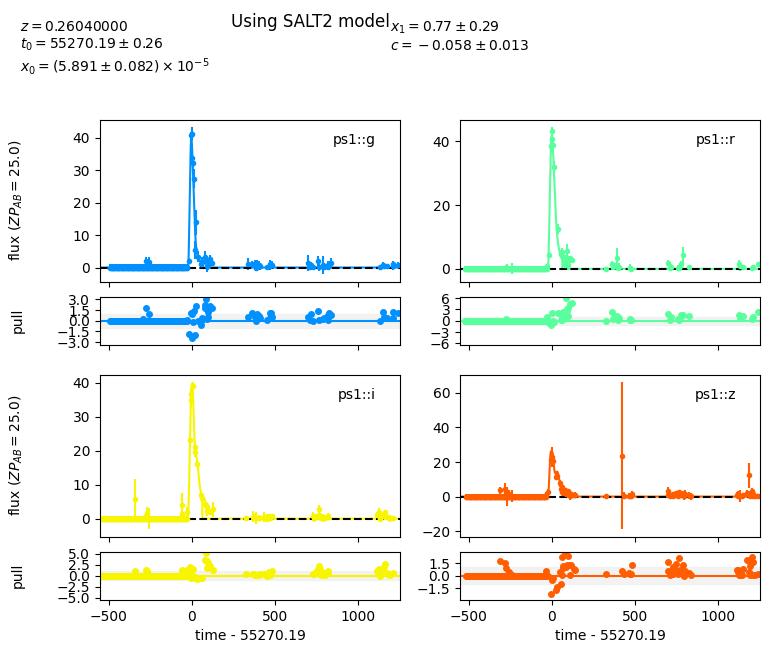 Using SALT2 model
z = 0.26040000
t₀ = 55270.19 ± 0.26
x₀ = (5.891 ± 0.082) × 10⁻⁵
x₁ = 0.77 ± 0.29
c = −0.058 ± 0.013
flux (ZP_AB = 25.0)
40
30
20
10
0
ps1::g
40
20
0
ps1::r
pull
3.0
1.5
0.0
−1.5
−3.0
6
3
0
−3
−6
flux (ZP_AB = 25.0)
40
30
20
10
0
ps1::i
60
40
20
0
−20
ps1::z
pull
5.0
2.5
0.0
−2.5
−5.0
1.5
0.0
−1.5
−500 0 500 1000
−500 0 500 1000
time - 55270.19
time - 55270.19